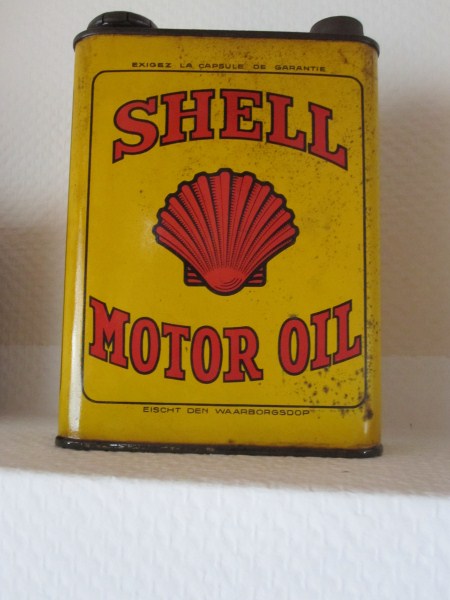 EXIGEZ LA CAPSULE DE GARANTIE
SHELL
MOTOR OIL
EISCHT DEN WAARBORGSDOP